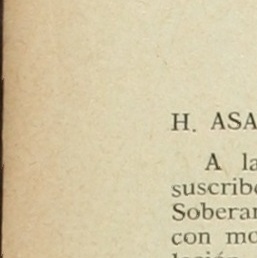 H. ASA
A la
suscribe
Soberan
con mo